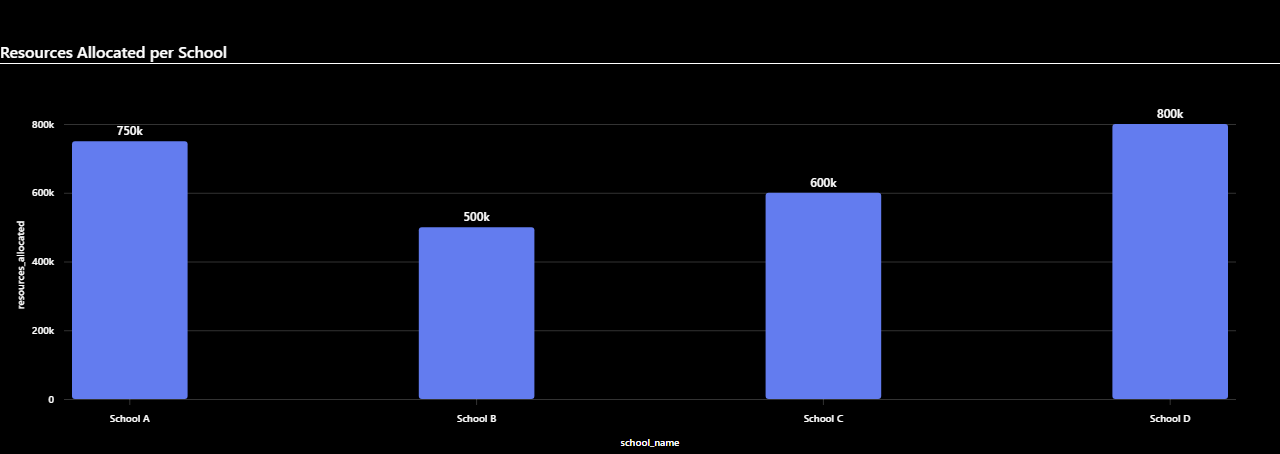 Resources Allocated per School
800k
600k
400k
200k
0
resources_allocated
750k
500k
600k
800k
School A
School B
School C
School D
school_name